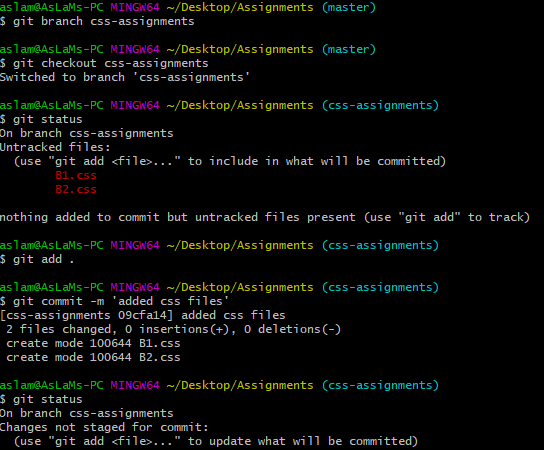 aslam@AsLaMs-PC MINGW64 ~/Desktop/Assignments (master)
$ git branch css-assignments
aslam@AsLaMs-PC MINGW64 ~/Desktop/Assignments (master)
$ git checkout css-assignments
Switched to branch 'css-assignments'
aslam@AsLaMs-PC MINGW64 ~/Desktop/Assignments (css-assignments)
$ git status
On branch css-assignments
Untracked files:
  (use "git add <file>..." to include in what will be committed)
        B1.css
        B2.css
nothing added to commit but untracked files present (use "git add" to track)
aslam@AsLaMs-PC MINGW64 ~/Desktop/Assignments (css-assignments)
$ git add .
aslam@AsLaMs-PC MINGW64 ~/Desktop/Assignments (css-assignments)
$ git commit -m 'added css files'
[css-assignments 09cfa14] added css files
 2 files changed, 0 insertions(+), 0 deletions(-)
 create mode 100644 B1.css
 create mode 100644 B2.css
aslam@AsLaMs-PC MINGW64 ~/Desktop/Assignments (css-assignments)
$ git status
On branch css-assignments
Changes not staged for commit:
  (use "git add <file>..." to update what will be committed)